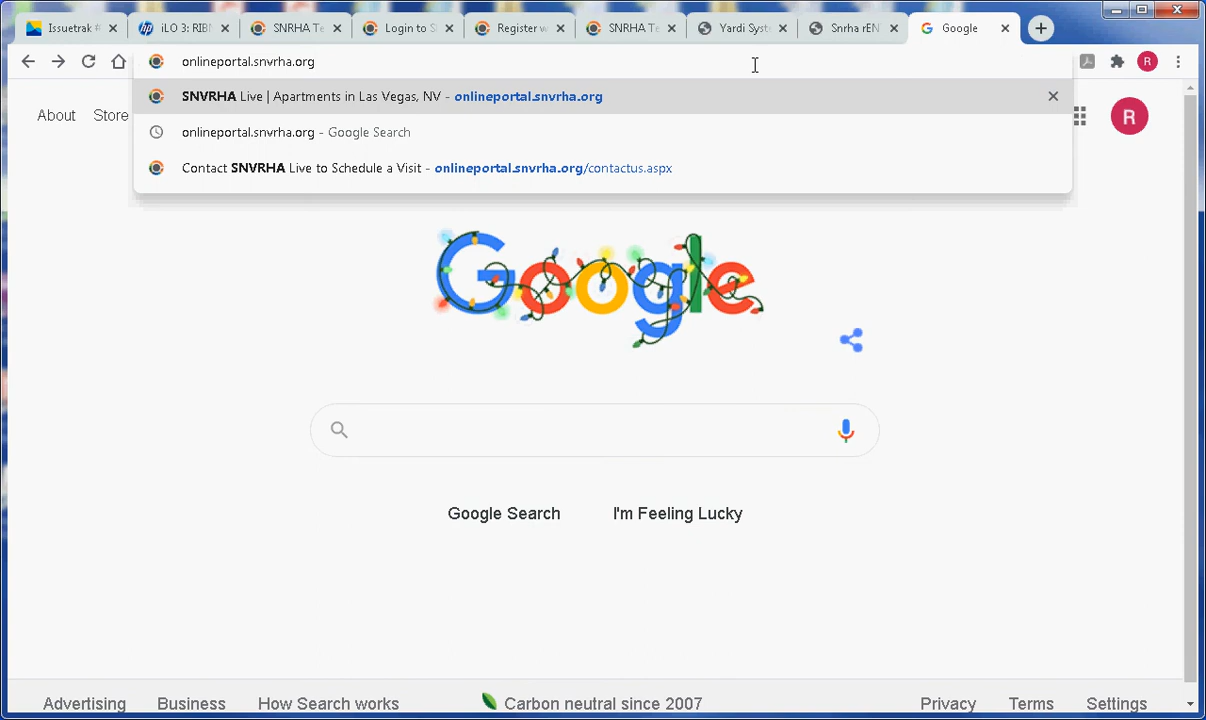 Issuetrak #
iLO 3: RIBN
SNRHA Te
Login to S
Register w
SNRHA Te
Yardi Syst
Snrha rEN
Google
onlineportal.snvrha.org
R
SNVRHA Live | Apartments in Las Vegas, NV - onlineportal.snvrha.org
onlineportal.snvrha.org - Google Search
Contact SNVRHA Live to Schedule a Visit - onlineportal.snvrha.org/contactus.aspx
About Store
R
Google
Google Search I'm Feeling Lucky
Advertising Business How Search works Carbon neutral since 2007 Privacy Terms Settings